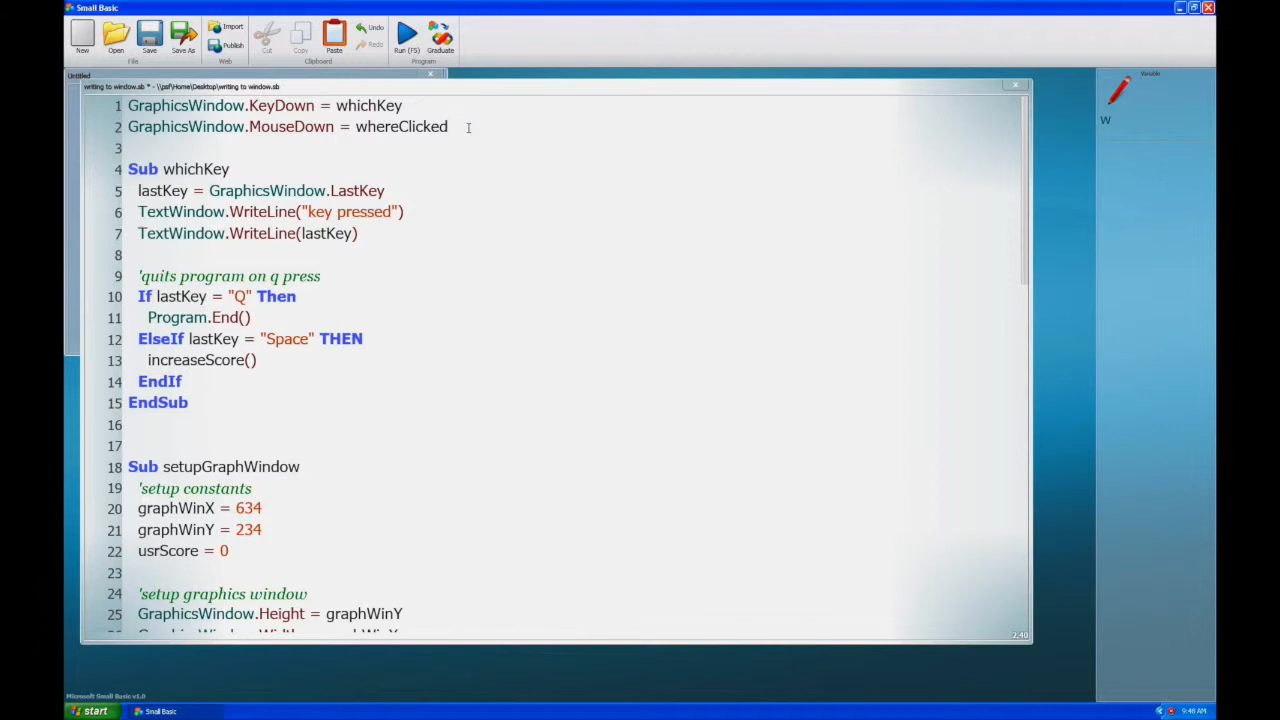 Small Basic
New
Open
Save
Save As
Import
Publish
Cut
Copy
Paste
Undo
Redo
Run (F5)
Graduate
File
Web
Clipboard
Program
Untitled
writing to window.sb * - \\psf\Home\Desktop\writing to window.sb
1 GraphicsWindow.KeyDown = whichKey
2 GraphicsWindow.MouseDown = whereClicked
3
4 Sub whichKey
5 lastKey = GraphicsWindow.LastKey
6 TextWindow.WriteLine("key pressed")
7 TextWindow.WriteLine(lastKey)
8
9 'quits program on q press
10 If lastKey = "Q" Then
11 Program.End()
12 ElseIf lastKey = "Space" THEN
13 increaseScore()
14 EndIf
15 EndSub
16
17
18 Sub setupGraphWindow
19 'setup constants
20 graphWinX = 634
21 graphWinY = 234
22 usrScore = 0
23
24 'setup graphics window
25 GraphicsWindow.Height = graphWinY
2,40
Variable
W
Microsoft Small Basic v1.0
start
Small Basic
9:48 AM